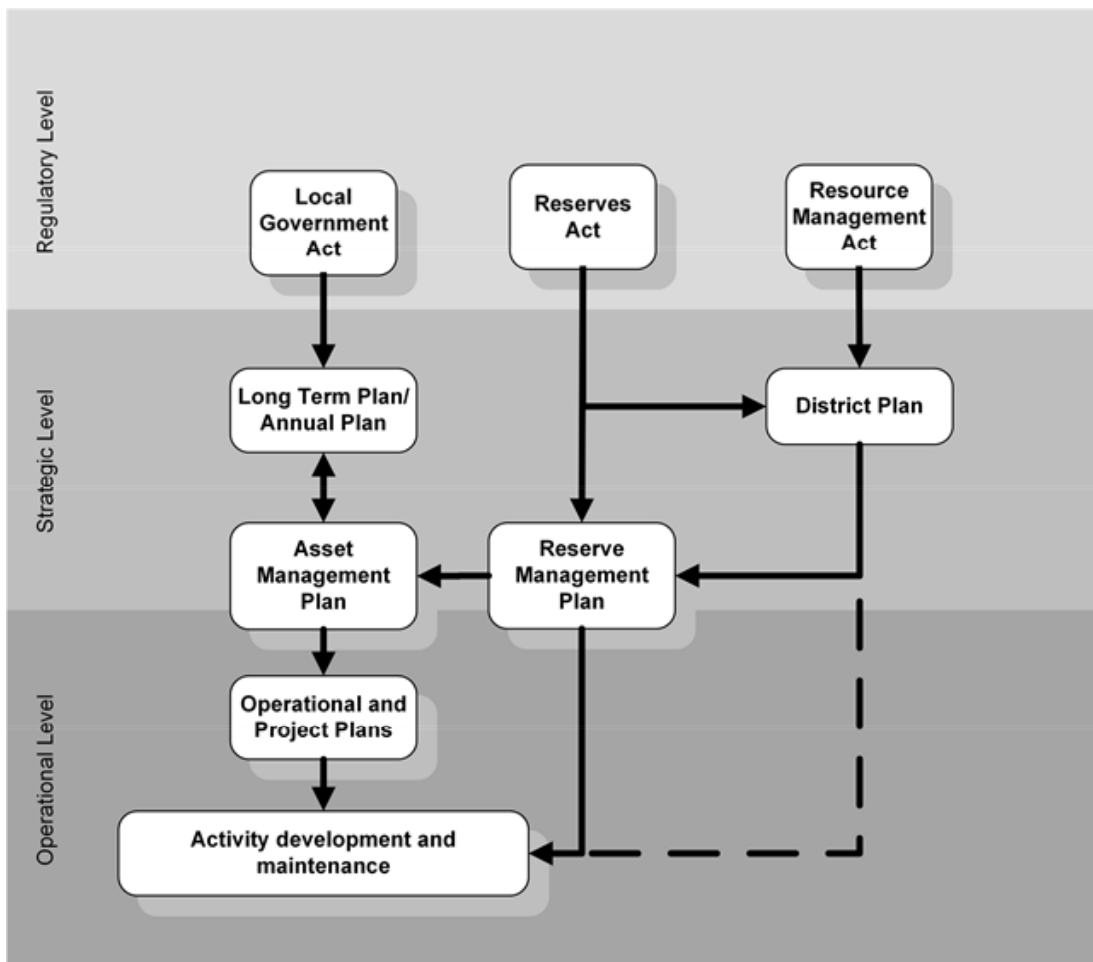 Regulatory Level
Local
Government
Act
Reserves
Act
Resource
Management
Act
Strategic Level
Long Term Plan/
Annual Plan
District Plan
Asset
Management
Plan
Reserve
Management
Plan
Operational Level
Operational and
Project Plans
Activity development and
maintenance